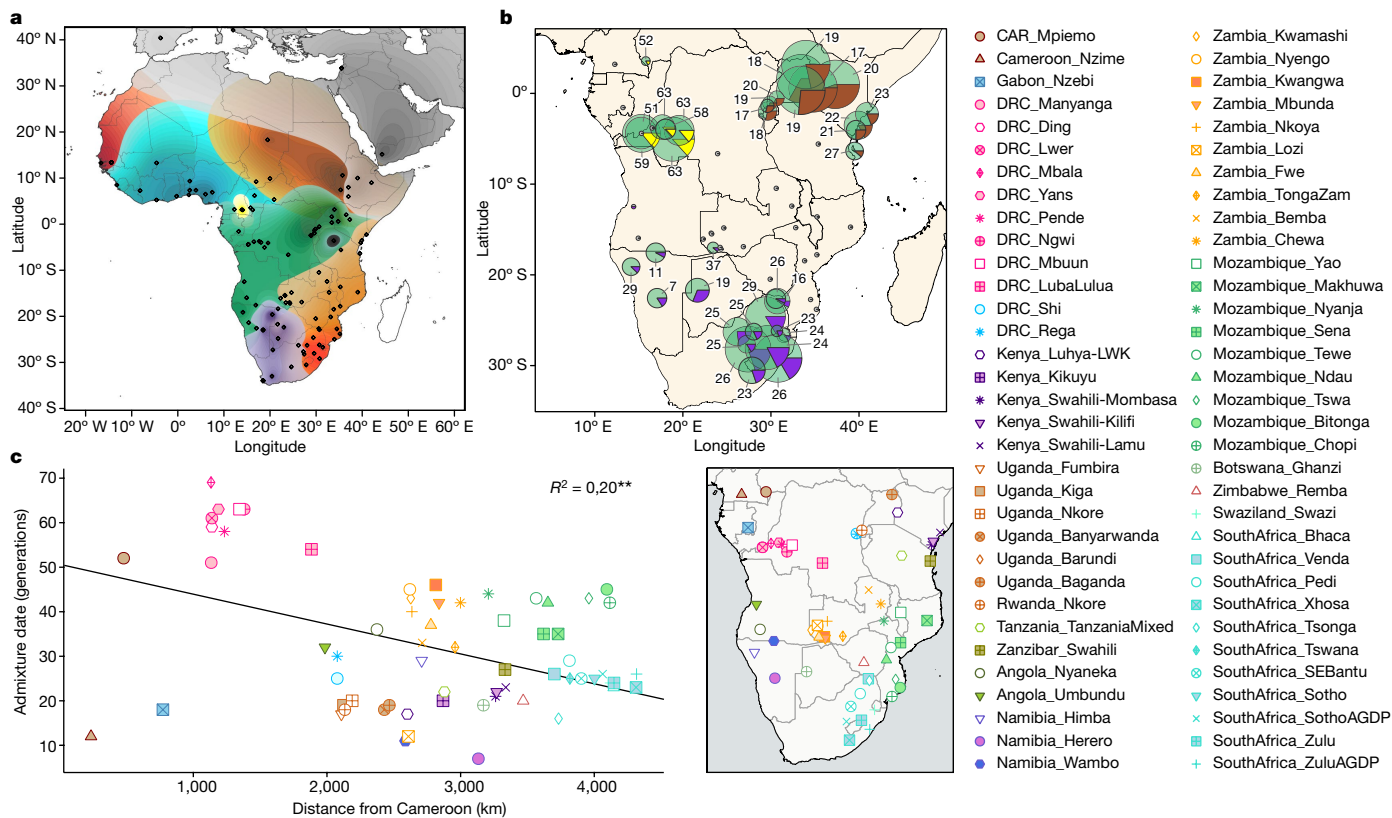 a
40° N
30° N
20° N
10° N
0°
10° S
20° S
30° S
40° S
Latitude
20° W
10° W
0°
10° E
20° E
30° E
40° E
50° E
60° E
Longitude
b
0°
10° S
20° S
30° S
Latitude
10° E
20° E
30° E
40° E
Longitude
52
19
17
18
20
20
63
63
19
23
51
58
17
22
18
19
21
27
59
63
26
11
37
16
29
7
19
29
25
23
25
24
25
24
26
23
26
c
R² = 0,20**
Admixture date (generations)
70
60
50
40
30
20
10
1,000
2,000
3,000
4,000
Distance from Cameroon (km)
CAR_Mpiemo
Cameroon_Nzime
Gabon_Nzebi
DRC_Manyanga
DRC_Ding
DRC_Lwer
DRC_Mbala
DRC_Yans
DRC_Pende
DRC_Ngwi
DRC_Mbuun
DRC_LubaLulua
DRC_Shi
DRC_Rega
Kenya_Luhya-LWK
Kenya_Kikuyu
Kenya_Swahili-Mombasa
Kenya_Swahili-Kilifi
Kenya_Swahili-Lamu
Uganda_Fumbira
Uganda_Kiga
Uganda_Nkore
Uganda_Banyarwanda
Uganda_Barundi
Uganda_Baganda
Rwanda_Nkore
Tanzania_TanzaniaMixed
Zanzibar_Swahili
Angola_Nyaneka
Angola_Umbundu
Namibia_Himba
Namibia_Herero
Namibia_Wambo
Zambia_Kwamashi
Zambia_Nyengo
Zambia_Kwangwa
Zambia_Mbunda
Zambia_Nkoya
Zambia_Lozi
Zambia_Fwe
Zambia_TongaZam
Zambia_Bemba
Zambia_Chewa
Mozambique_Yao
Mozambique_Makhuwa
Mozambique_Nyanja
Mozambique_Sena
Mozambique_Tewe
Mozambique_Ndau
Mozambique_Tswa
Mozambique_Bitonga
Mozambique_Chopi
Botswana_Ghanzi
Zimbabwe_Remba
Swaziland_Swazi
SouthAfrica_Bhaca
SouthAfrica_Venda
SouthAfrica_Pedi
SouthAfrica_Xhosa
SouthAfrica_Tsonga
SouthAfrica_Tswana
SouthAfrica_SEBantu
SouthAfrica_Sotho
SouthAfrica_SothoAGDP
SouthAfrica_Zulu
SouthAfrica_ZuluAGDP